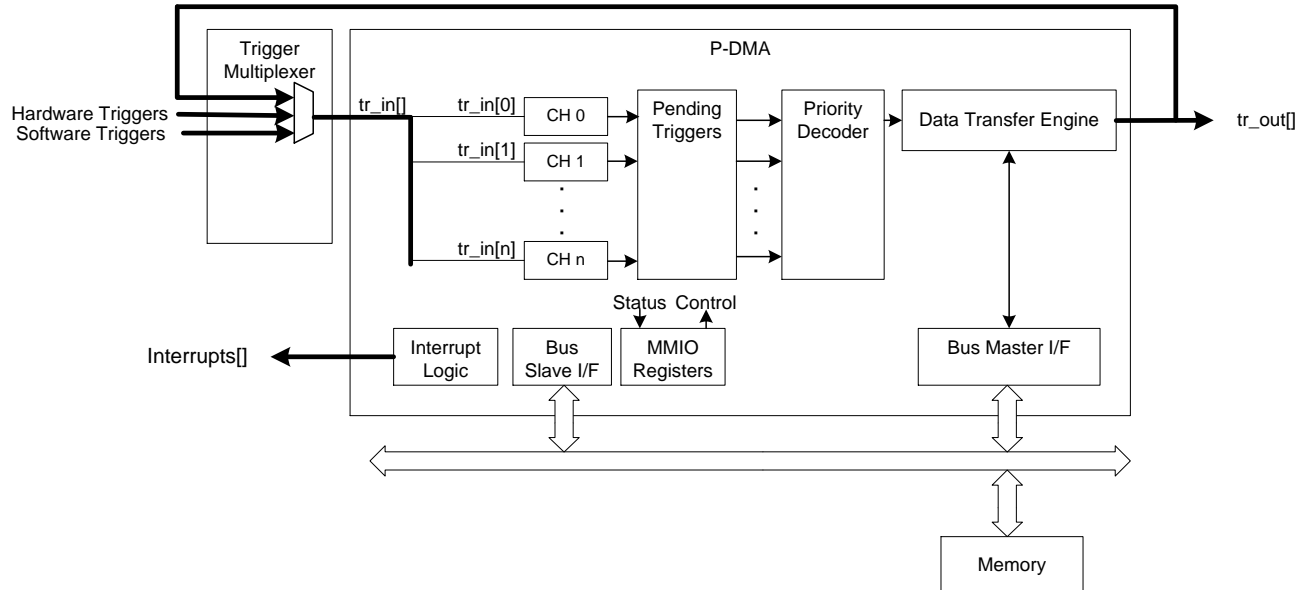 Trigger
Multiplexer
P-DMA
Hardware Triggers
Software Triggers
tr_in[]
tr_in[0]
CH 0
tr_in[1]
CH 1
tr_in[n]
CH n
Pending
Triggers
Priority
Decoder
Data Transfer Engine
tr_out[]
Status Control
Interrupts[]
Interrupt
Logic
Bus
Slave I/F
MMIO
Registers
Bus Master I/F
Memory